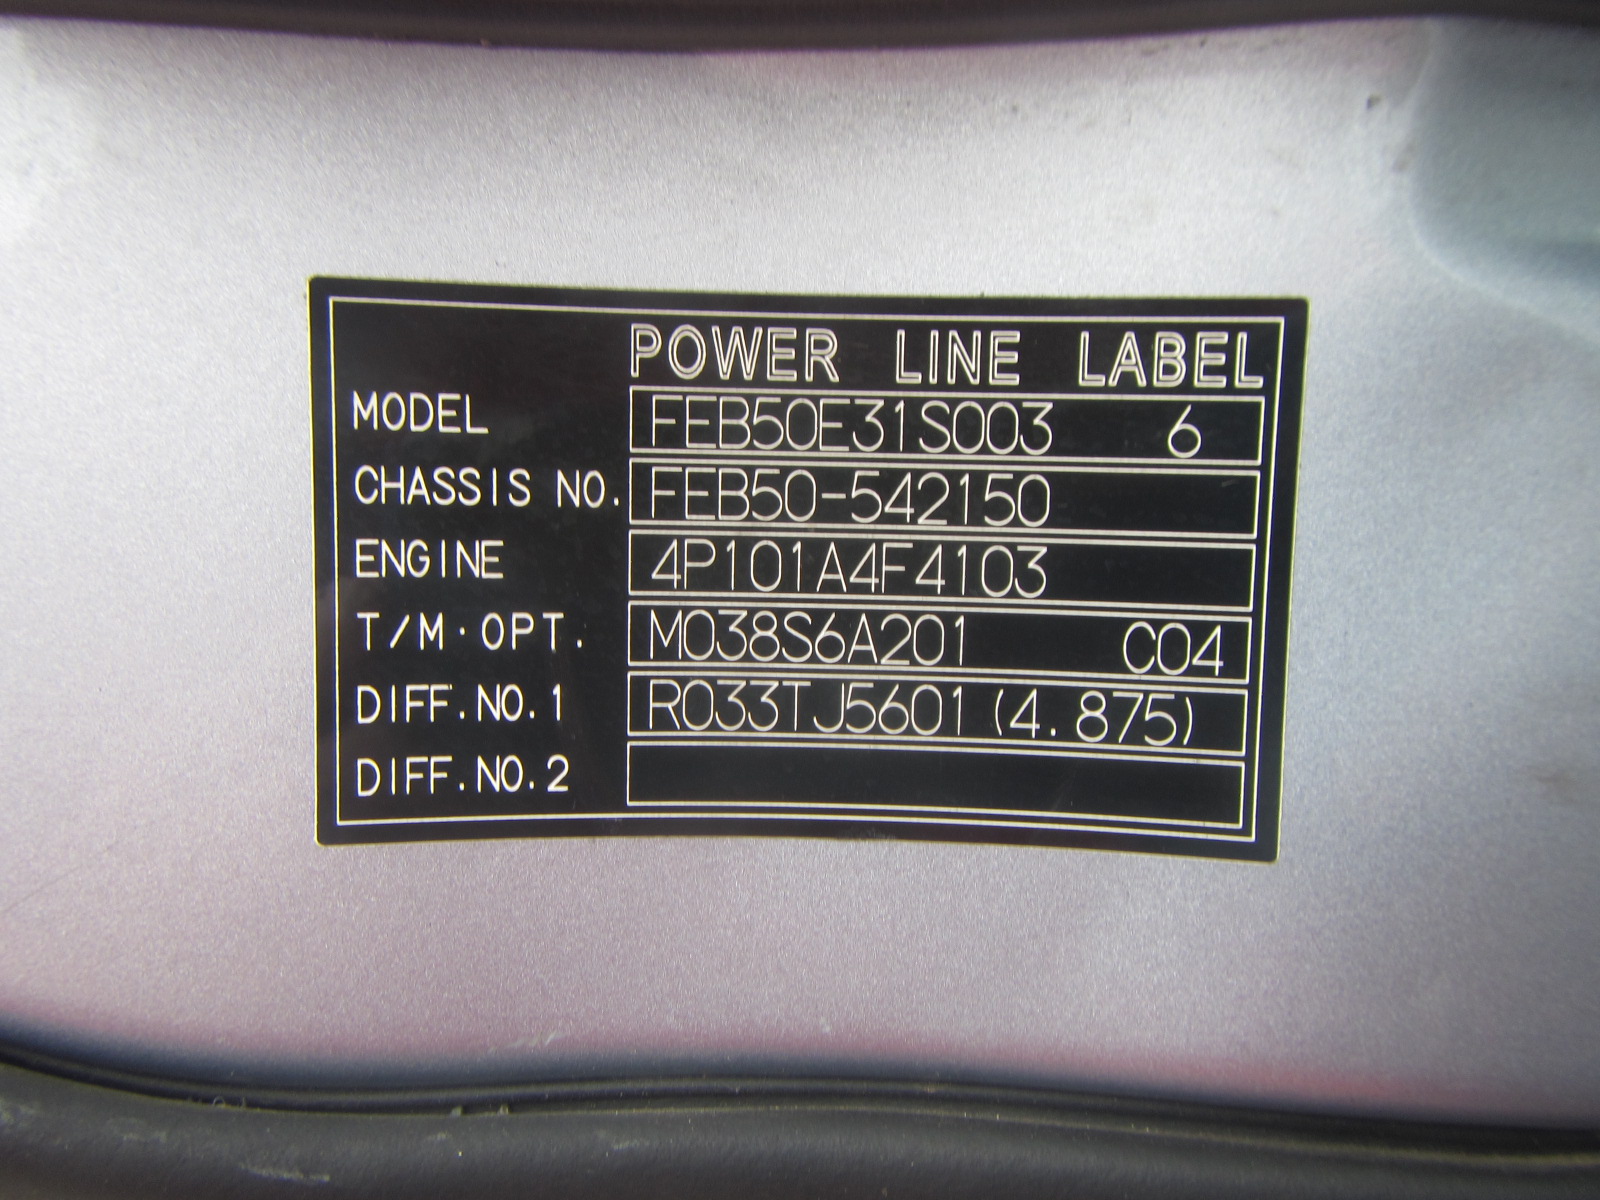 POWER LINE LABEL
MODEL FEB50E31S003 6
CHASSIS NO. FEB50-542150
ENGINE 4P101A4F4103
T/M·OPT. M038S6A201 C04
DIFF.NO.1 R033TJ5601 (4.875)
DIFF.NO.2